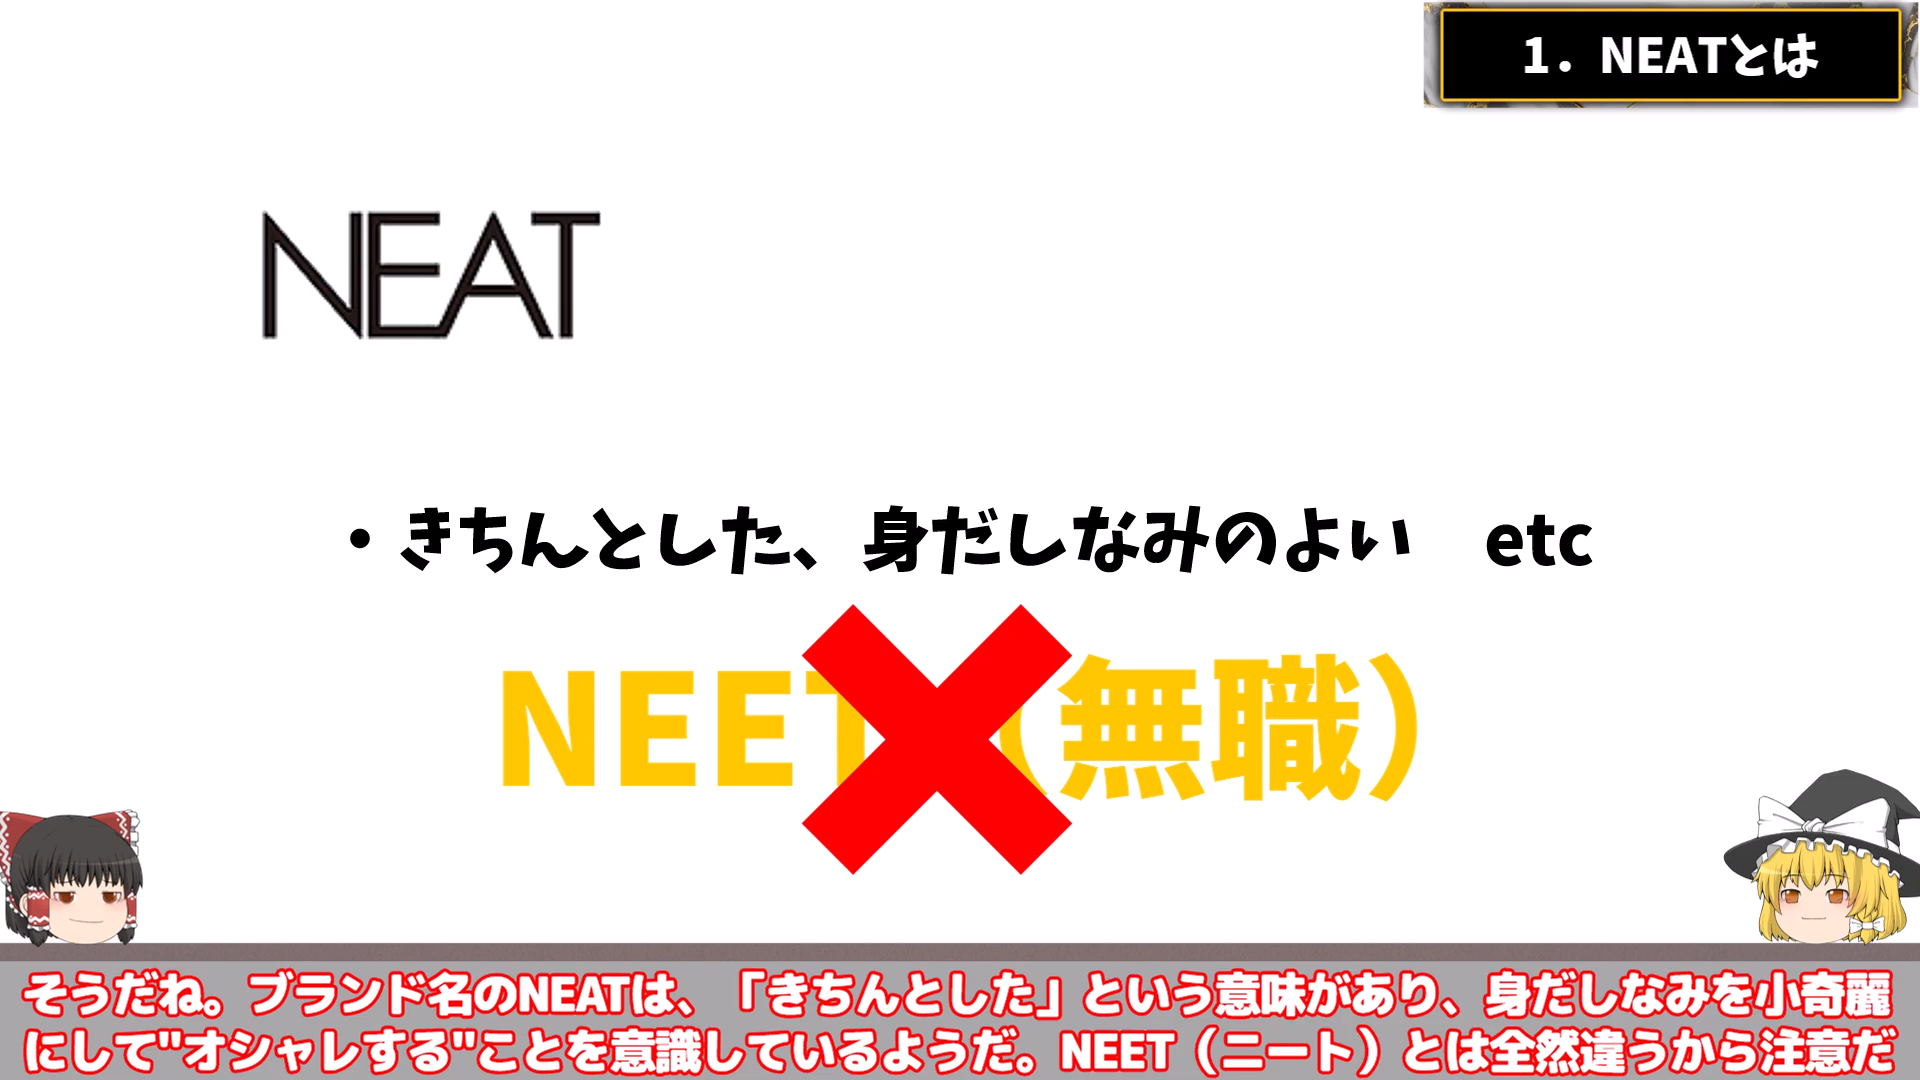 1．NEATとは
NEAT
・きちんとした、身だしなみのよい　etc
NEET（無職）
そうだね。ブランド名のNEATは、「きちんとした」という意味があり、身だしなみを小奇麗
にして"オシャレする"ことを意識しているようだ。NEET（ニート）とは全然違うから注意だ